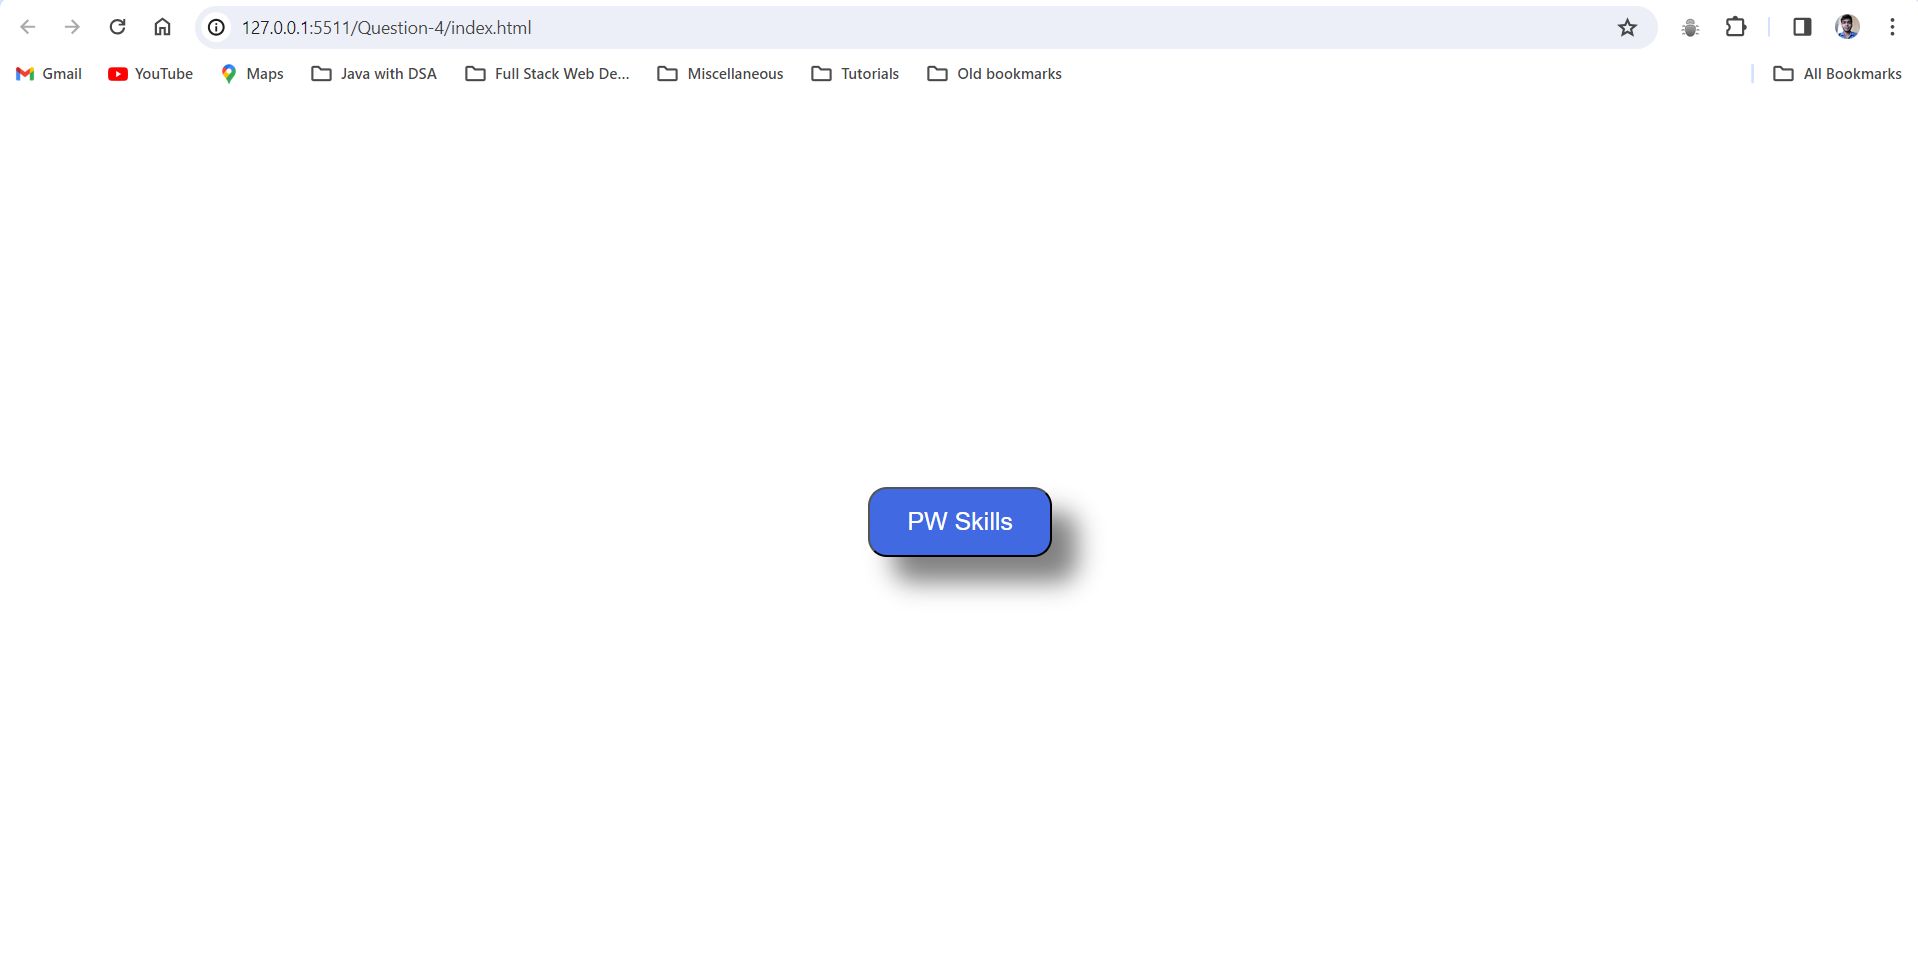 127.0.0.1:5511/Question-4/index.html
Gmail YouTube Maps Java with DSA Full Stack Web De... Miscellaneous Tutorials Old bookmarks All Bookmarks
PW Skills